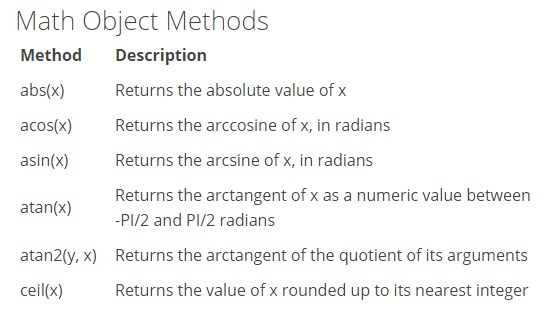 Math Object Methods
Method Description
abs(x) Returns the absolute value of x
acos(x) Returns the arccosine of x, in radians
asin(x) Returns the arcsine of x, in radians
atan(x) Returns the arctangent of x as a numeric value between
-PI/2 and PI/2 radians
atan2(y, x) Returns the arctangent of the quotient of its arguments
ceil(x) Returns the value of x rounded up to its nearest integer